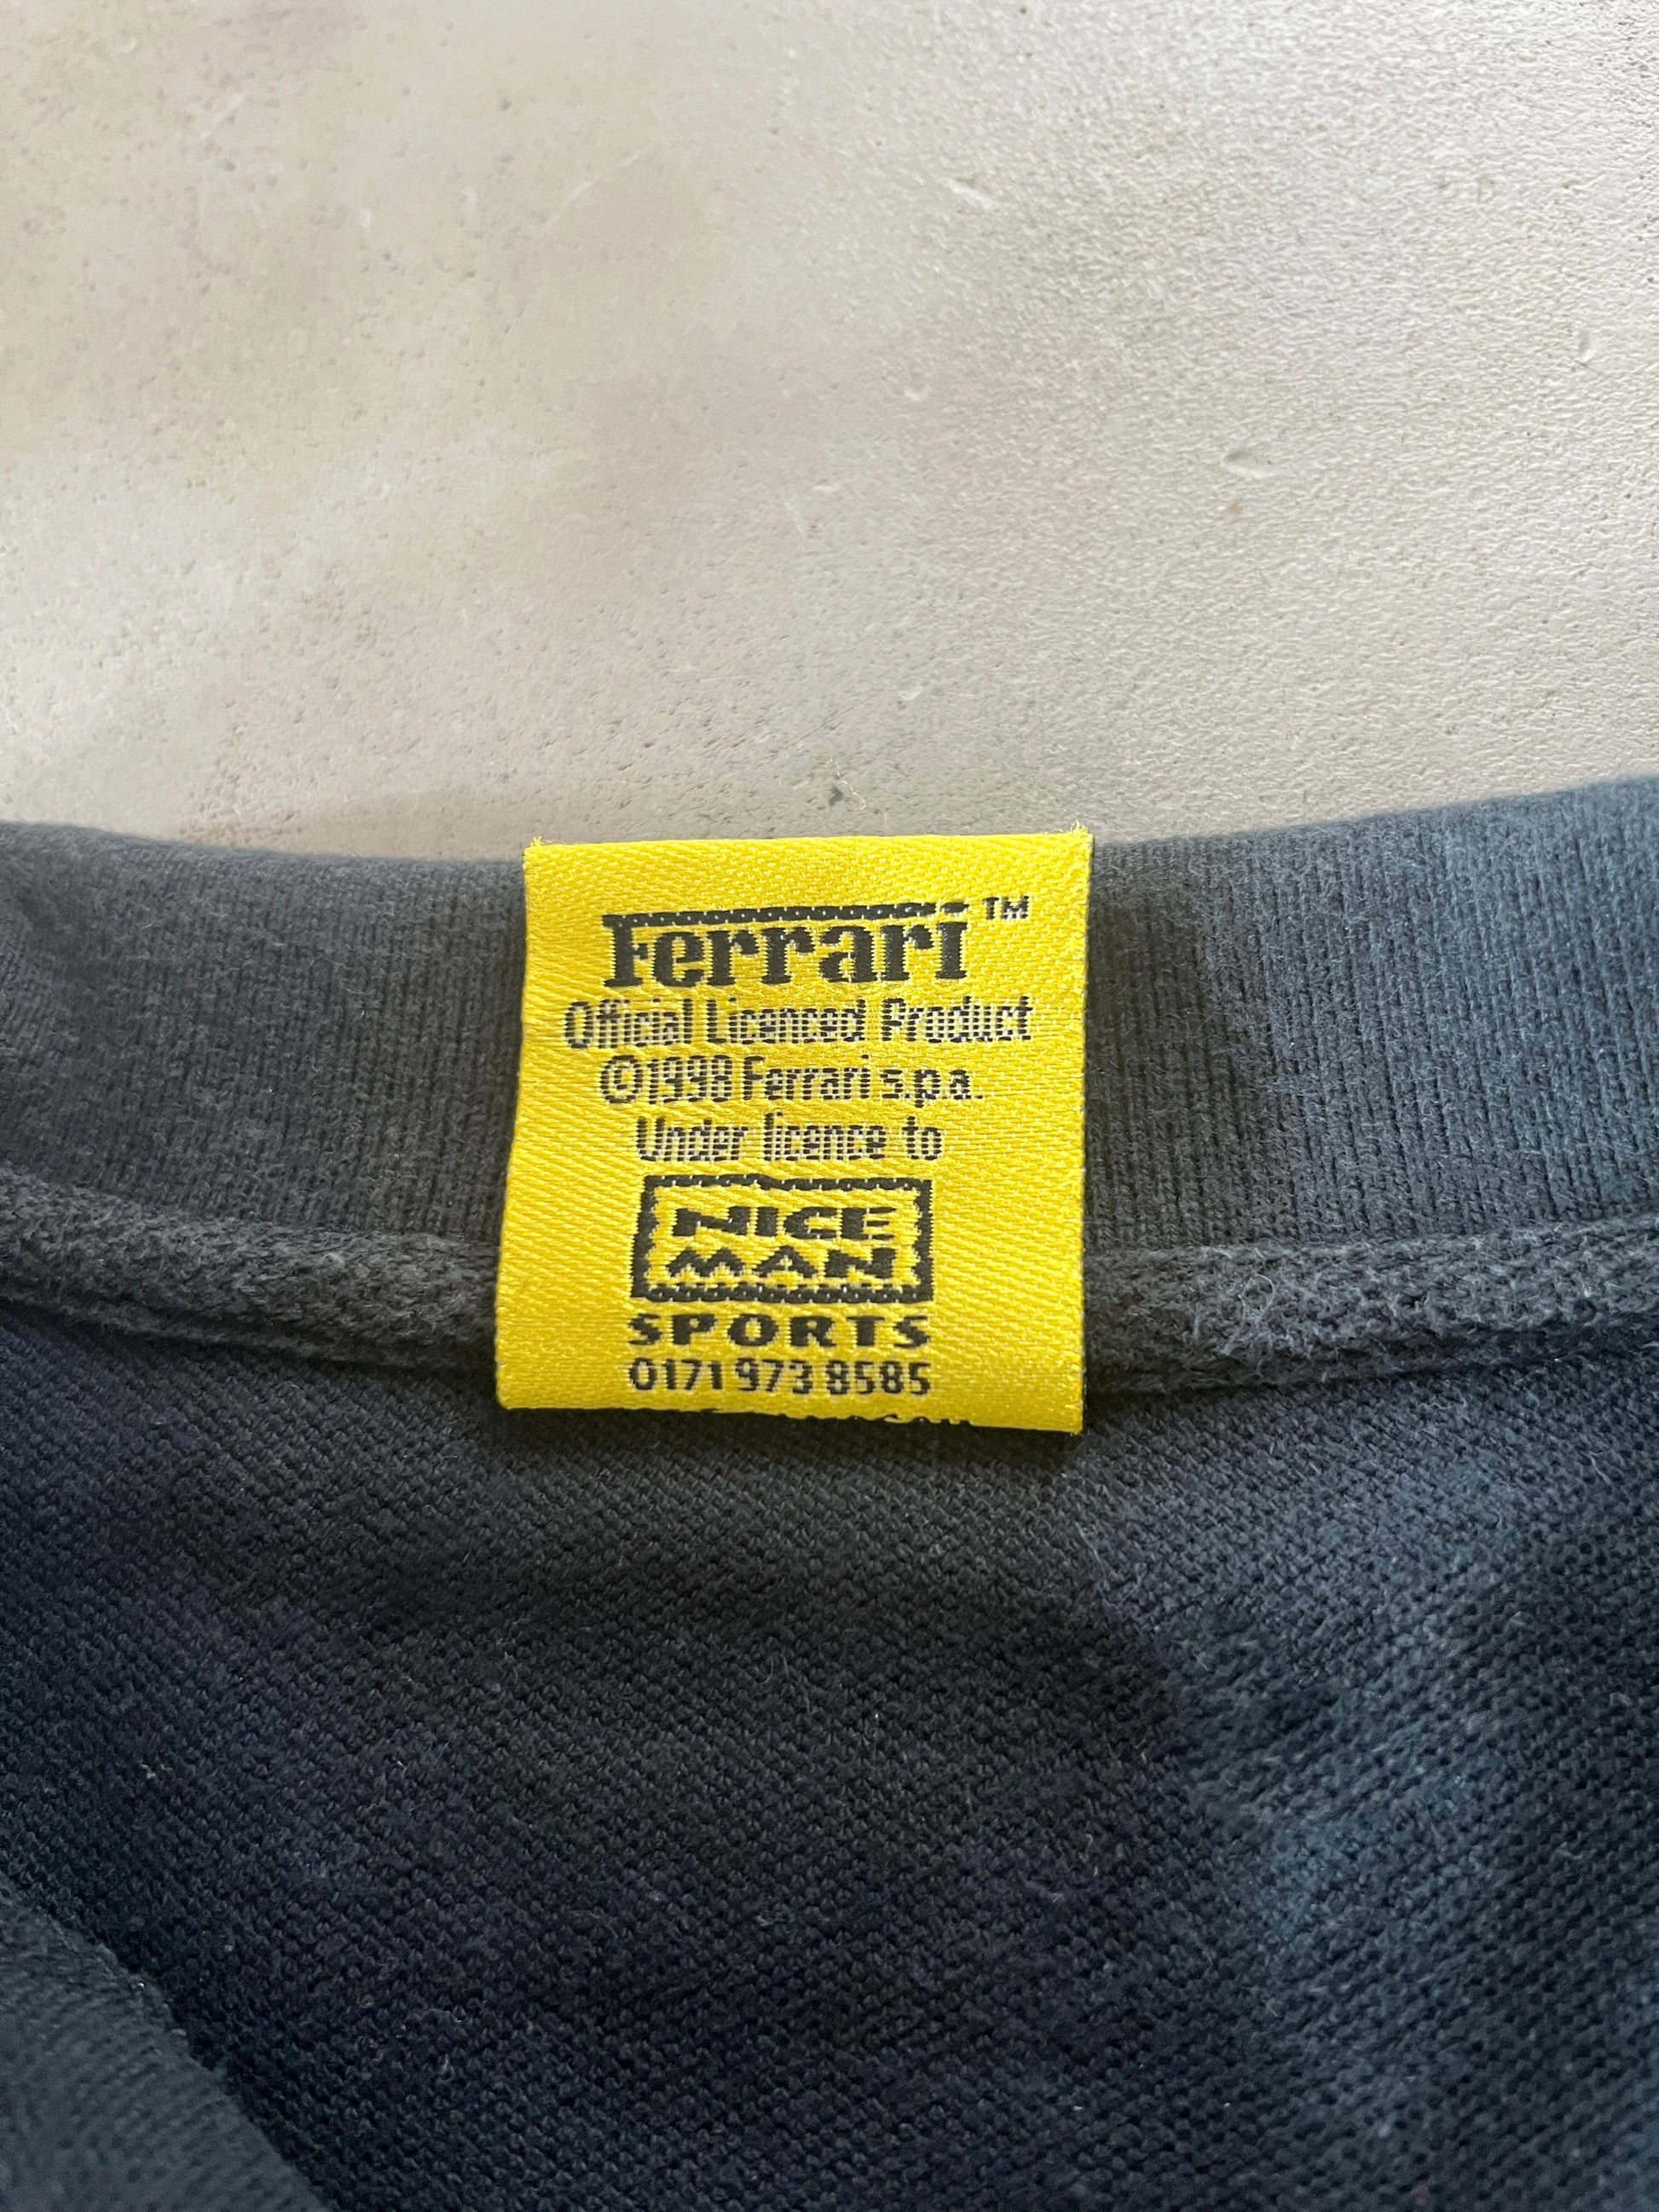 Ferrari™
Official Licenced Product
©1998 Ferrari s.p.a.
Under licence to
NICE
MAN
SPORTS
0171 973 8585